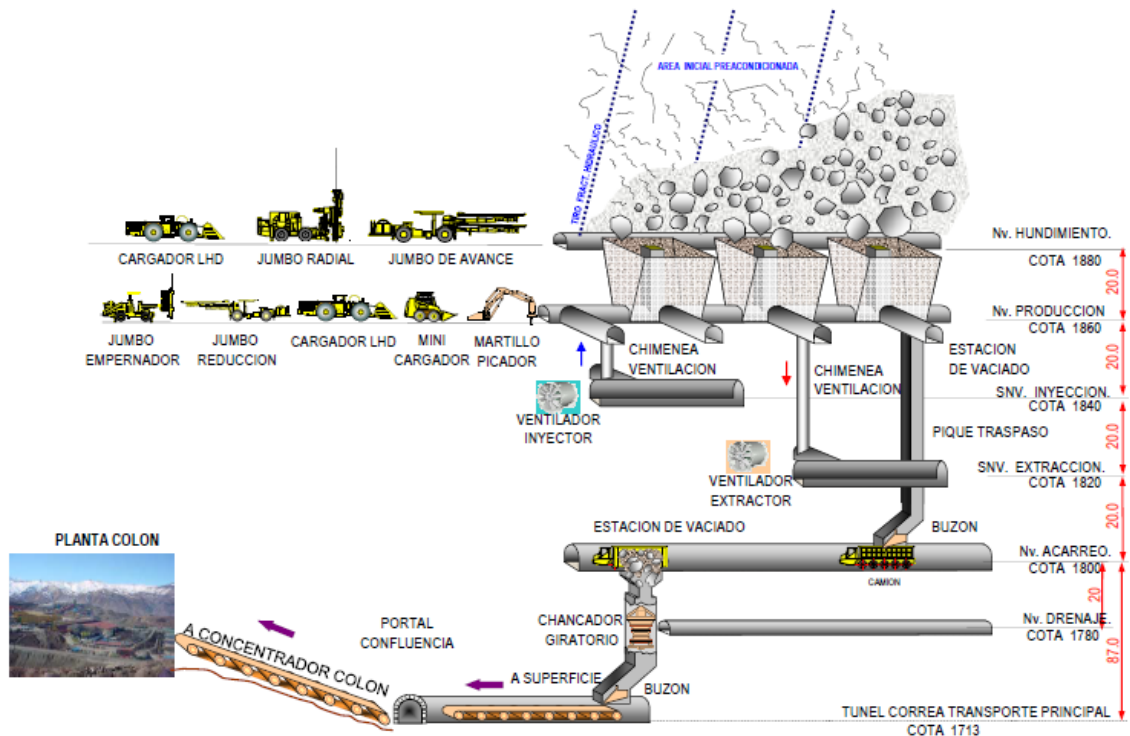 AREA INICIAL PREACONDICIONADA
TIRO FRACT. HIDRAULICO
CARGADOR LHD
JUMBO RADIAL
JUMBO DE AVANCE
Nv. HUNDIMIENTO.
COTA 1880
20.0
JUMBO
EMPERNADOR
JUMBO
REDUCCION
CARGADOR LHD
MINI
CARGADOR
MARTILLO
PICADOR
Nv. PRODUCCION
COTA 1860
CHIMENEA
VENTILACION
CHIMENEA
VENTILACION
ESTACION
DE VACIADO
20.0
SNV. INYECCION.
COTA 1840
VENTILADOR
INYECTOR
PIQUE TRASPASO
20.0
SNV. EXTRACCION.
COTA 1820
VENTILADOR
EXTRACTOR
20.0
ESTACION DE VACIADO
BUZON
Nv. ACARREO.
COTA 1800
CAMION
20
PLANTA COLON
CHANCADOR
GIRATORIO
Nv. DRENAJE.
COTA 1780
87.0
PORTAL
CONFLUENCIA
A CONCENTRADOR COLON
A SUPERFICIE
BUZON
TUNEL CORREA TRANSPORTE PRINCIPAL
COTA 1713